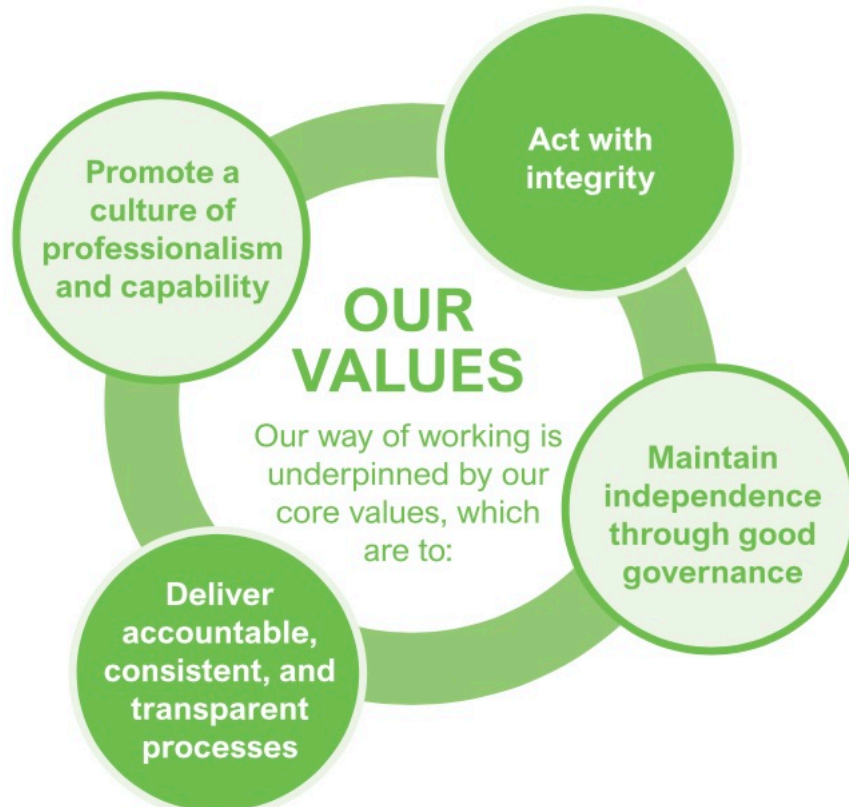 OUR
VALUES
Our way of working is
underpinned by our
core values, which
are to:
Act with
integrity
Maintain
independence
through good
governance
Deliver
accountable,
consistent, and
transparent
processes
Promote a
culture of
professionalism
and capability